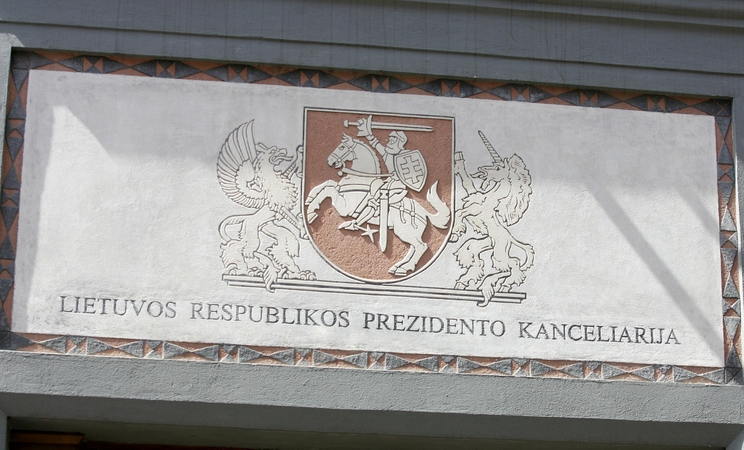 LIETUVOS RESPUBLIKOS PREZIDENTO KANCELIARIJA